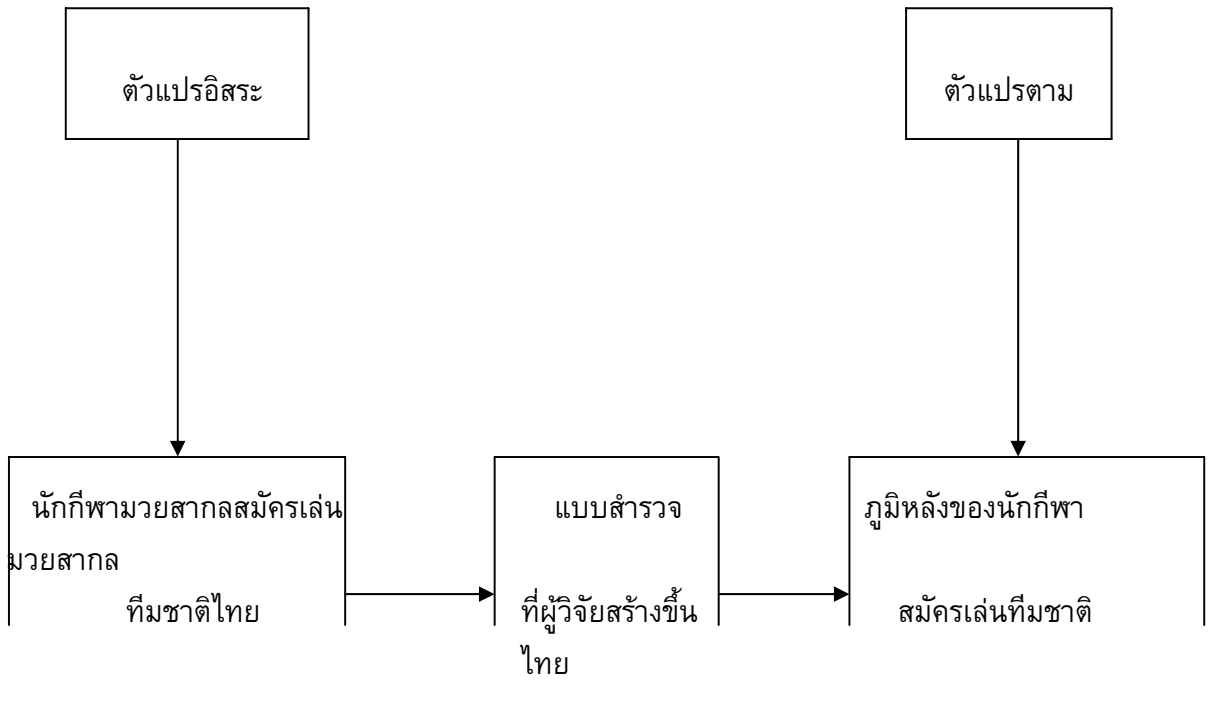 ตัวแปรอิสระ
ตัวแปรตาม
นักกีฬามวยสากลสมัครเล่น
มวยสากล
ทีมชาติไทย
แบบสำรวจ
ที่ผู้วิจัยสร้างขึ้น
ไทย
ภูมิหลังของนักกีฬา
สมัครเล่นทีมชาติ